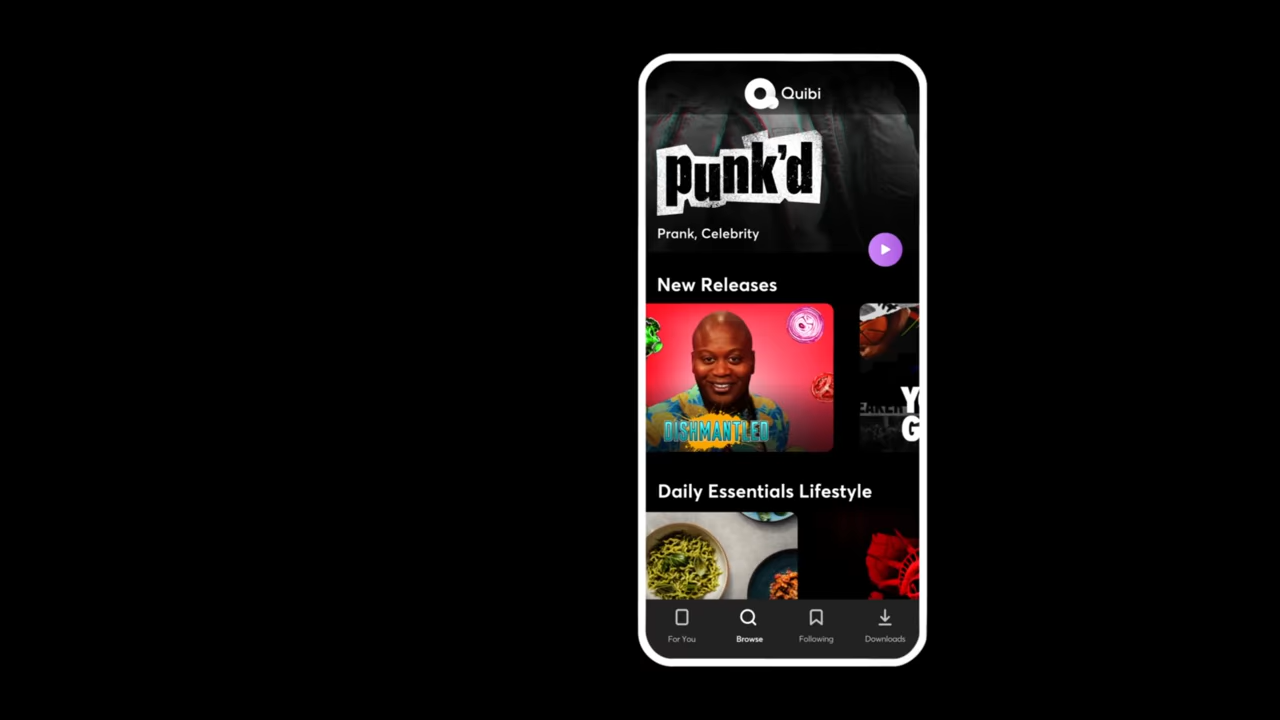 Quibi
punk'd
Prank, Celebrity
New Releases
DISHMANTLED
Daily Essentials Lifestyle
For You
Browse
Following
Downloads